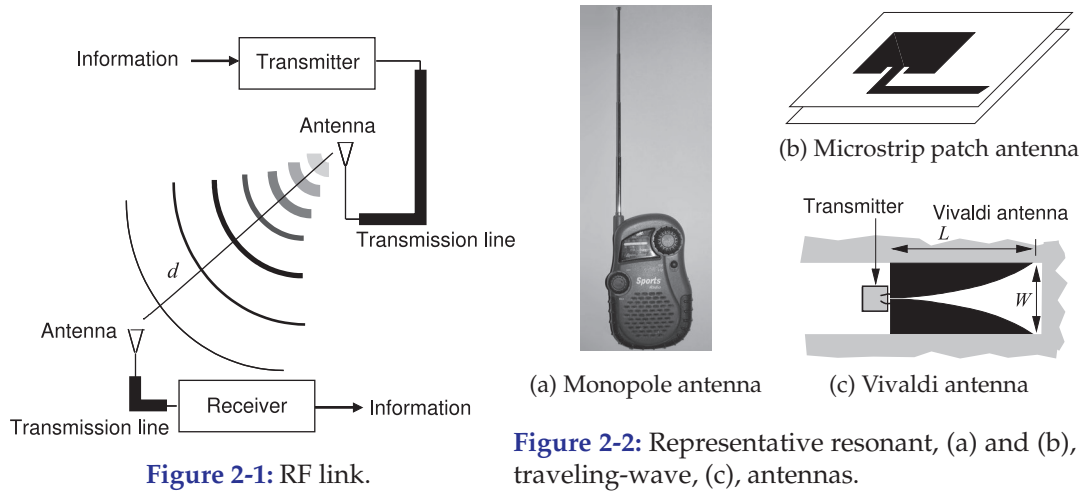 Information
Transmitter
Antenna
Transmission line
d
Antenna
Receiver
Information
Transmission line
Figure 2-1: RF link.
Sports
(a) Monopole antenna
(b) Microstrip patch antenna
Transmitter
Vivaldi antenna
L
W
(c) Vivaldi antenna
Figure 2-2: Representative resonant, (a) and (b),
traveling-wave, (c), antennas.